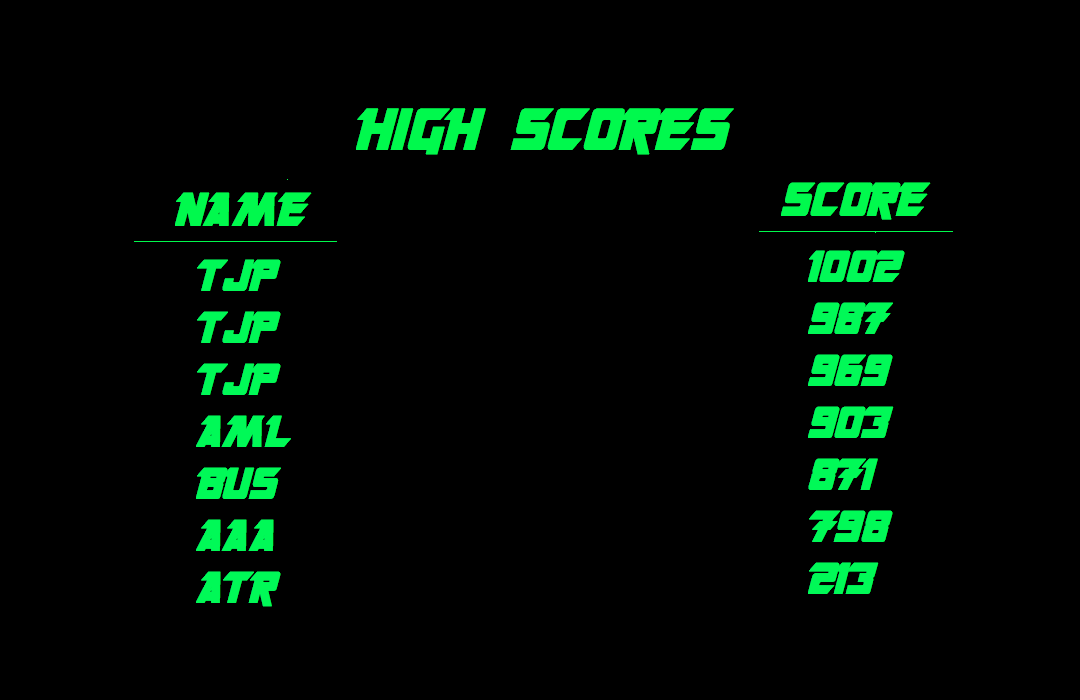 HIGH SCORES
NAME SCORE
TJP 1002
TJP 987
TJP 969
AML 903
BUS 871
AAA 798
ATR 213